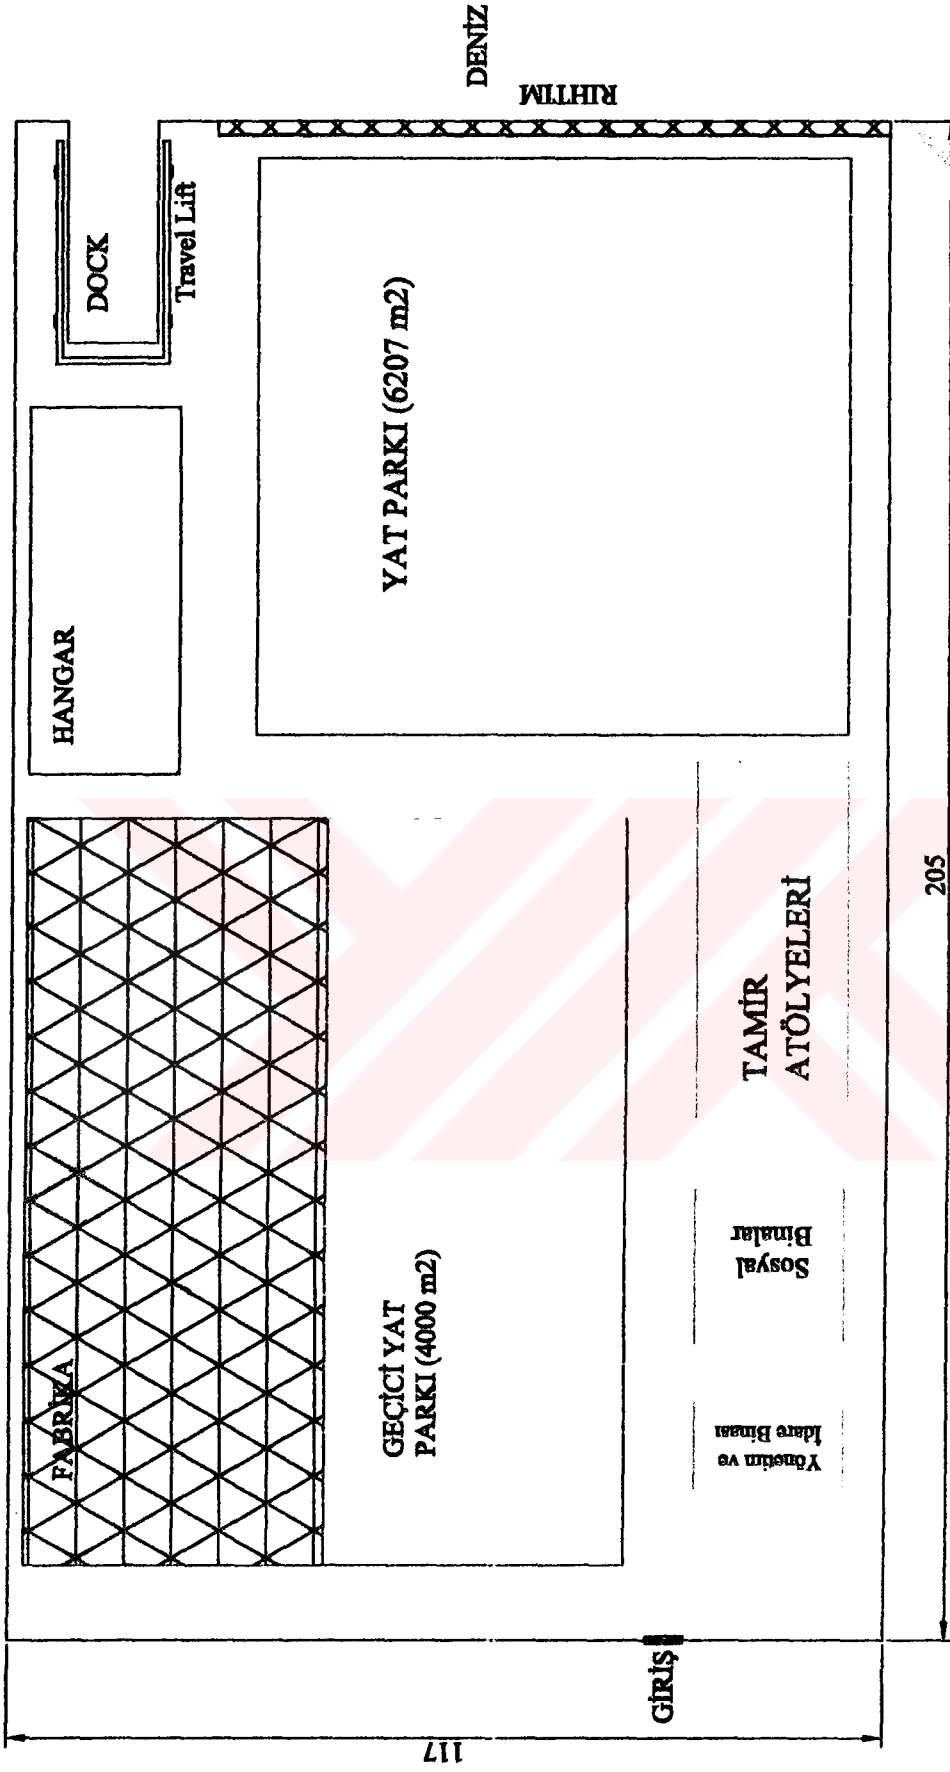 DENİZ
RIHTIM
DOCK
Travel Lift
HANGAR
YAT PARKI (6207 m2)
FABRİKA
GEÇİCİ YAT
PARKI (4000 m2)
TAMİR
ATÖLYELERİ
Sosyal
Binalar
Yönetim ve
İdare Binası
GİRİŞ
205
117